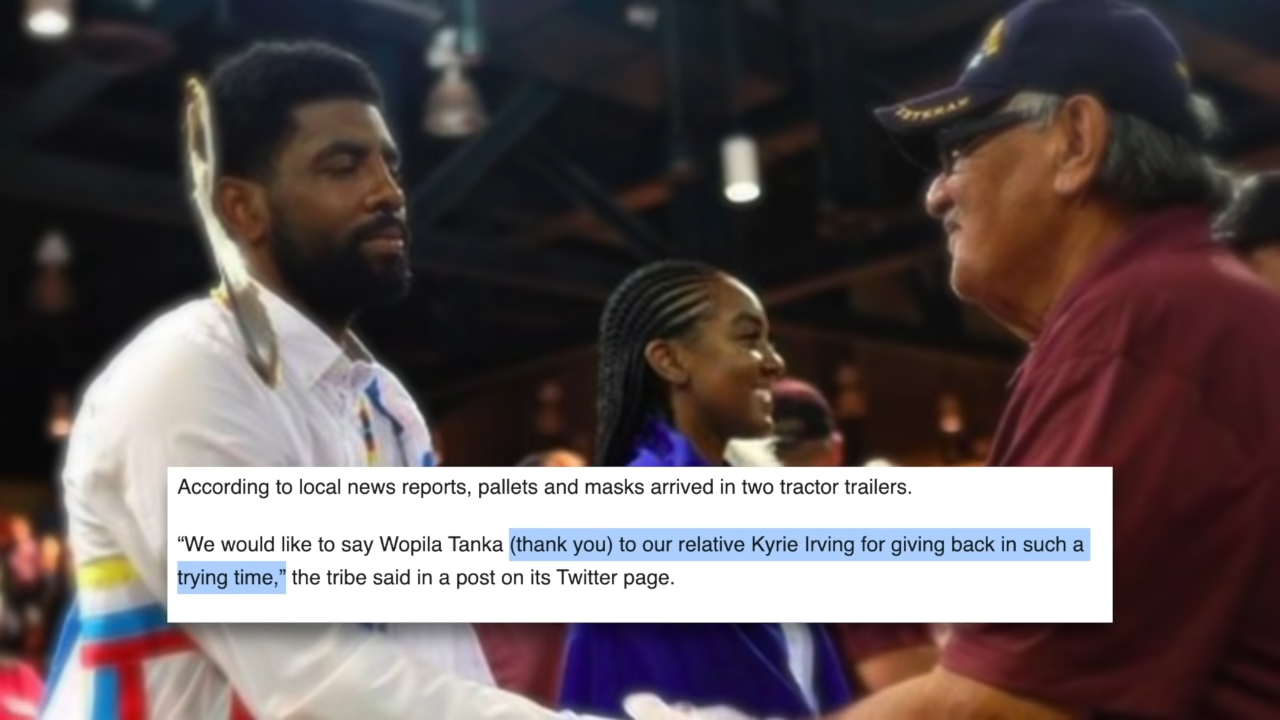 VETERAN
According to local news reports, pallets and masks arrived in two tractor trailers.
“We would like to say Wopila Tanka (thank you) to our relative Kyrie Irving for giving back in such a
trying time,” the tribe said in a post on its Twitter page.